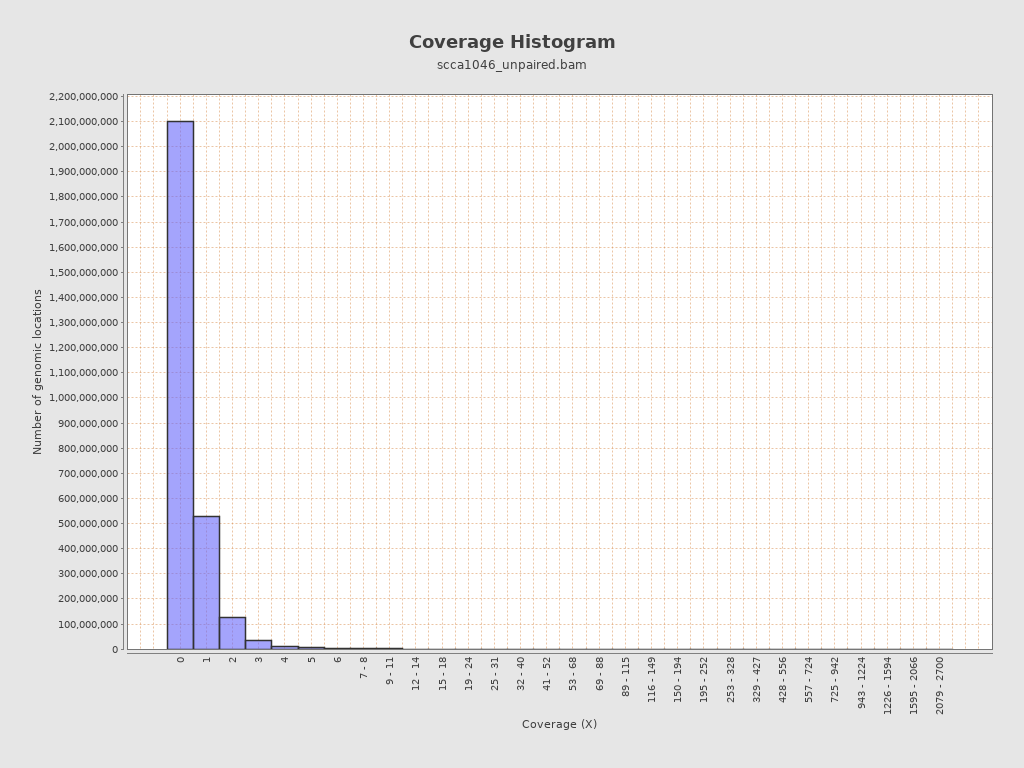 Coverage Histogram
scca1046_unpaired.bam
Number of genomic locations
2,200,000,000
2,100,000,000
2,000,000,000
1,900,000,000
1,800,000,000
1,700,000,000
1,600,000,000
1,500,000,000
1,400,000,000
1,300,000,000
1,200,000,000
1,100,000,000
1,000,000,000
900,000,000
800,000,000
700,000,000
600,000,000
500,000,000
400,000,000
300,000,000
200,000,000
100,000,000
0
0
1
2
3
4
5
6
7 - 8
9 - 11
12 - 14
15 - 18
19 - 24
25 - 31
32 - 40
41 - 52
53 - 68
69 - 88
89 - 115
116 - 149
150 - 194
195 - 252
253 - 328
329 - 427
428 - 556
557 - 724
725 - 942
943 - 1224
1226 - 1594
1595 - 2066
2079 - 2700
Coverage (X)